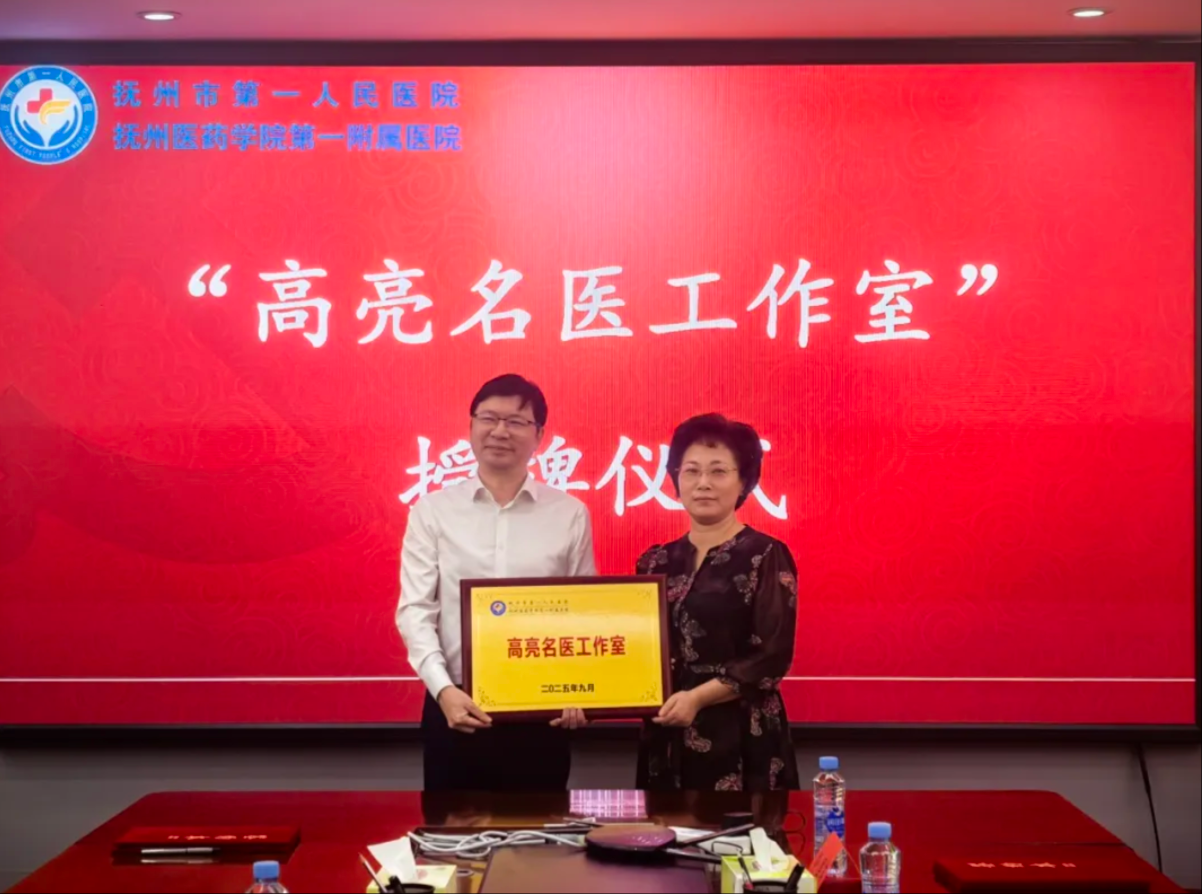 抚州市第一人民医院
抚州医药学院第一附属医院
“高亮名医工作室”
授牌仪式
高亮名医工作室
二〇二五年九月